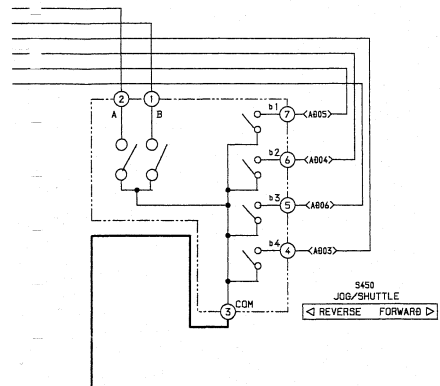 2 1
A B
b1 7 <AB05>
b2 6 <AB04>
b3 5 <AB06>
b4 4 <AB03>
COM
3
S450
JOG/SHUTTLE
◁ REVERSE FORWARD ▷